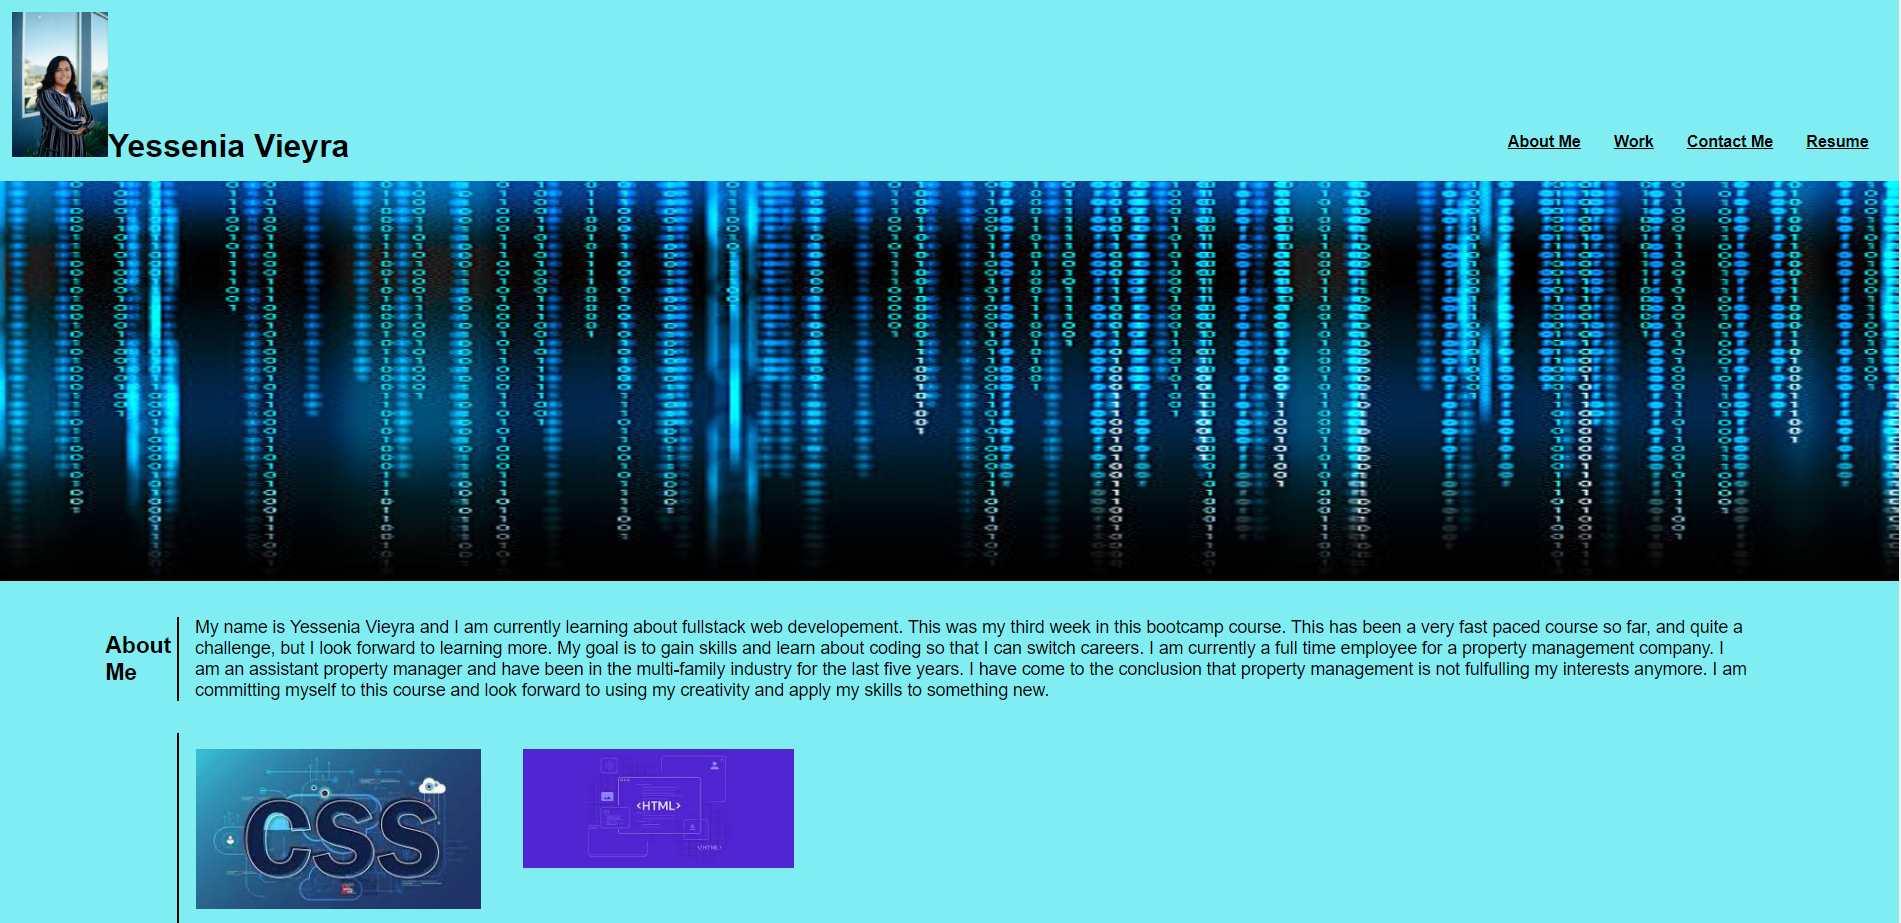 Yessenia Vieyra
About Me Work Contact Me Resume
About
Me
My name is Yessenia Vieyra and I am currently learning about fullstack web developement. This was my third week in this bootcamp course. This has been a very fast paced course so far, and quite a
challenge, but I look forward to learning more. My goal is to gain skills and learn about coding so that I can switch careers. I am currently a full time employee for a property management company. I
am an assistant property manager and have been in the multi-family industry for the last five years. I have come to the conclusion that property management is not fulfulling my interests anymore. I am
committing myself to this course and look forward to using my creativity and apply my skills to something new.
CSS
<HTML>
</HTML>